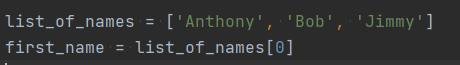 list_of_names = ['Anthony', 'Bob', 'Jimmy']
first_name = list_of_names[0]